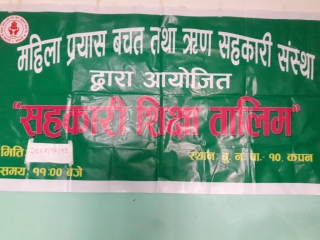 महिला प्रयास बचत तथा ऋण सहकारी संस्था
द्वारा आयोजित
"सहकारी शिक्षा तालिम"
मिति:
स्थान: बु. न. पा.- १०. कपन
समय: ११:०० बजे